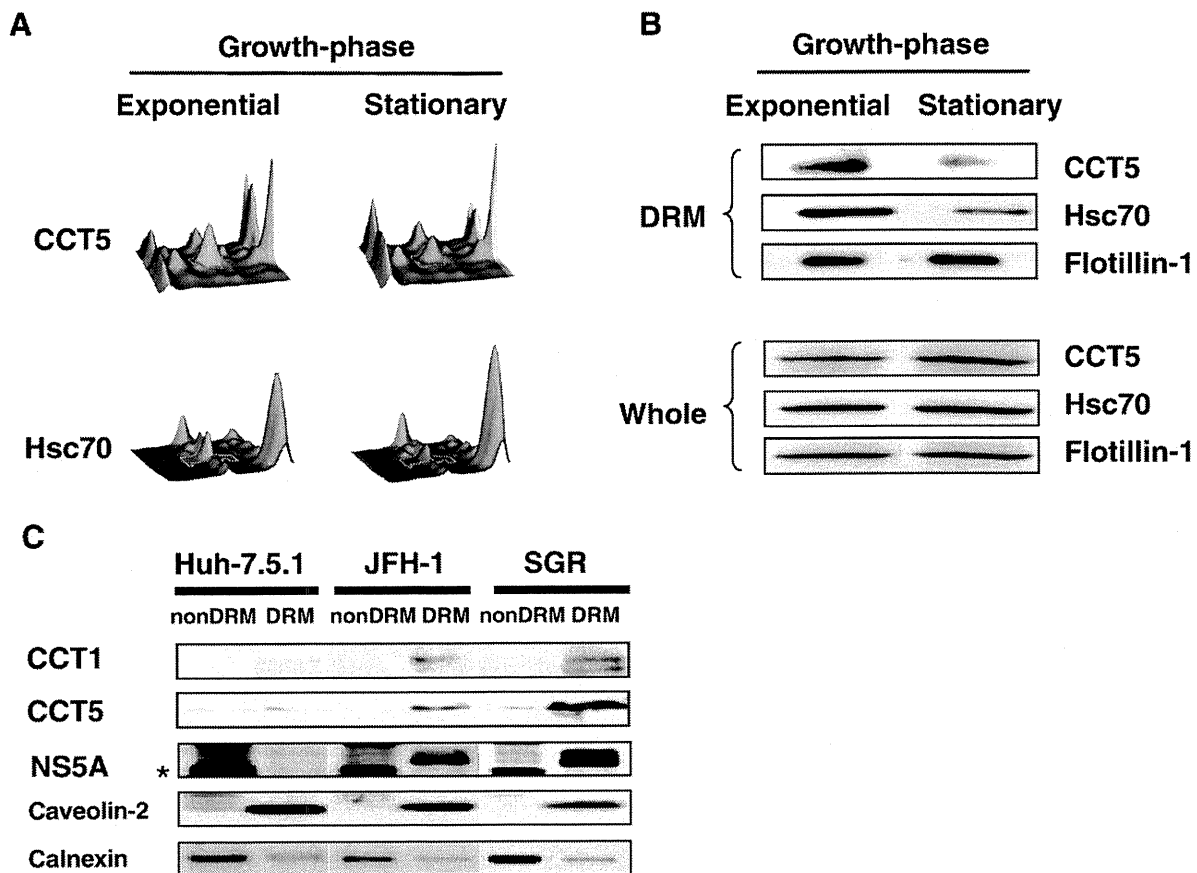 A
Growth-phase
Exponential Stationary
CCT5
Hsc70
B
Growth-phase
Exponential Stationary
DRM
CCT5
Hsc70
Flotillin-1
Whole
CCT5
Hsc70
Flotillin-1
C
Huh-7.5.1 JFH-1 SGR
nonDRM DRM nonDRM DRM nonDRM DRM
CCT1
CCT5
NS5A *
Caveolin-2
Calnexin